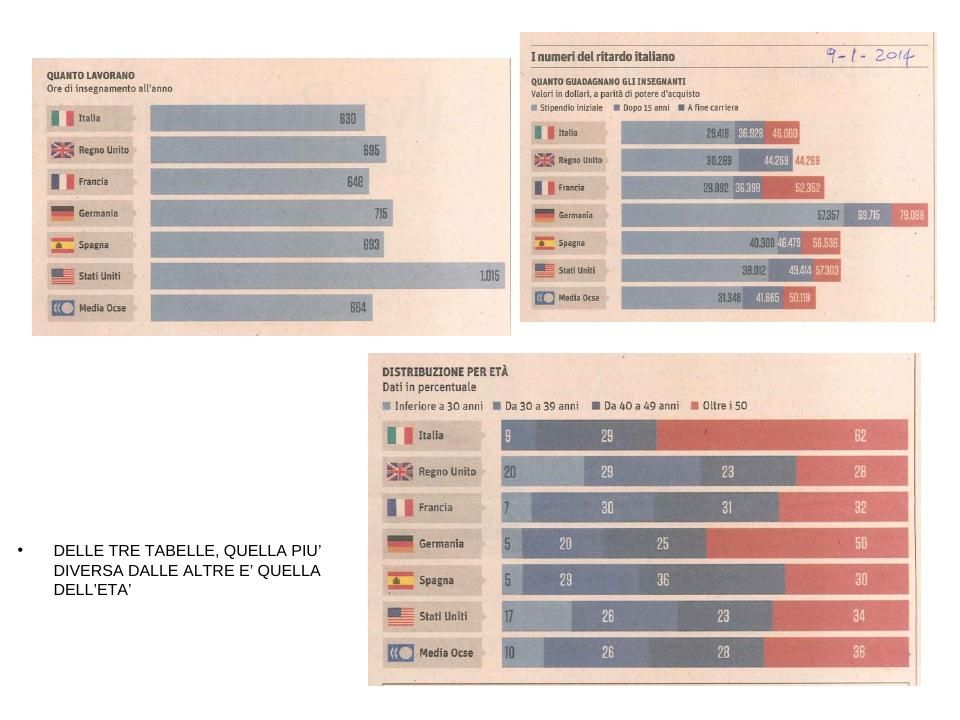 QUANTO LAVORANO
Ore di insegnamento all'anno
Italia 630
Regno Unito 695
Francia 648
Germania 715
Spagna 693
Stati Uniti 1.015
Media Ocse 664
I numeri del ritardo italiano 9-1-2014
QUANTO GUADAGNANO GLI INSEGNANTI
Valori in dollari, a parità di potere d'acquisto
Stipendio iniziale Dopo 15 anni A fine carriera
Italia 29.418 36.928 46.060
Regno Unito 30.289 44.269 44.269
Francia 28.892 36.398 52.352
Germania 57.357 69.715 79.088
Spagna 40.308 46.479 56.536
Stati Uniti 38.012 49.414 57.303
Media Ocse 31.348 41.665 50.119
DISTRIBUZIONE PER ETÀ
Dati in percentuale
Inferiore a 30 anni Da 30 a 39 anni Da 40 a 49 anni Oltre i 50
Italia 9 29 62
Regno Unito 20 29 23 28
Francia 7 30 31 32
Germania 5 20 25 50
Spagna 5 29 36 30
Stati Uniti 17 26 23 34
Media Ocse 10 26 28 36
• DELLE TRE TABELLE, QUELLA PIU'
DIVERSA DALLE ALTRE E' QUELLA
DELL'ETA'